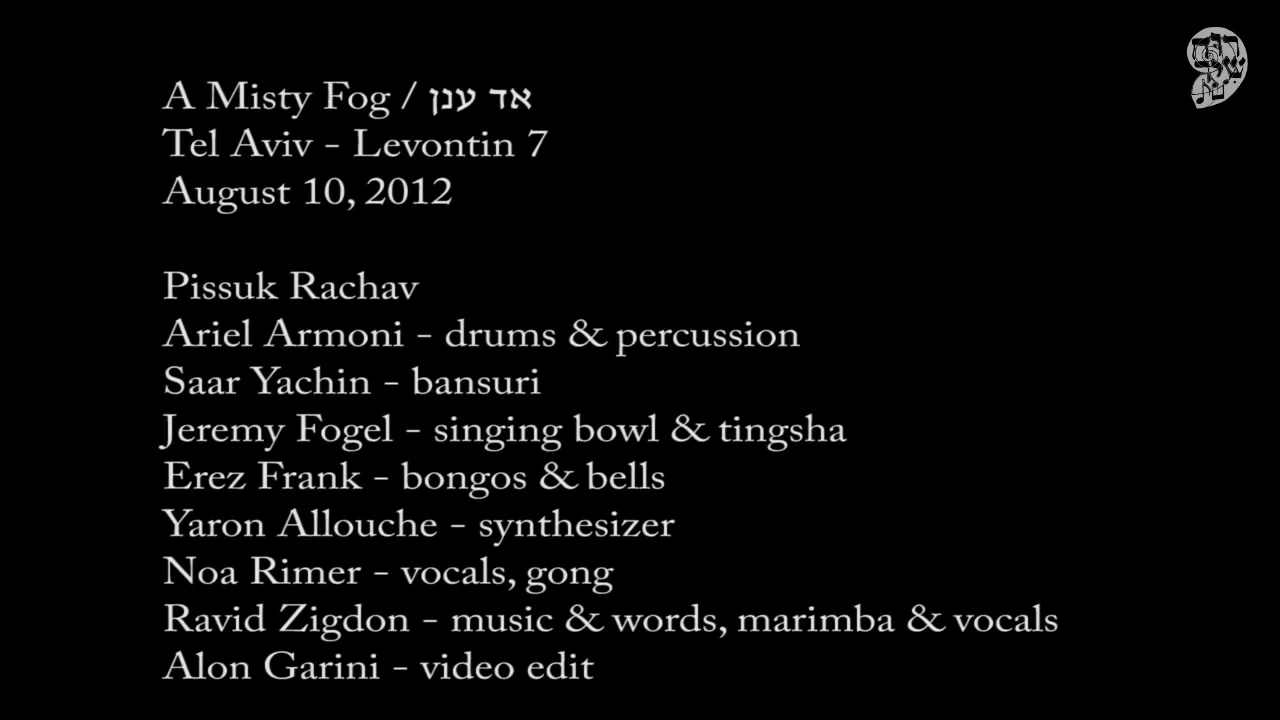 A Misty Fog / אד ענן
Tel Aviv - Levontin 7
August 10, 2012
Pissuk Rachav
Ariel Armoni - drums & percussion
Saar Yachin - bansuri
Jeremy Fogel - singing bowl & tingsha
Erez Frank - bongos & bells
Yaron Allouche - synthesizer
Noa Rimer - vocals, gong
Ravid Zigdon - music & words, marimba & vocals
Alon Garini - video edit